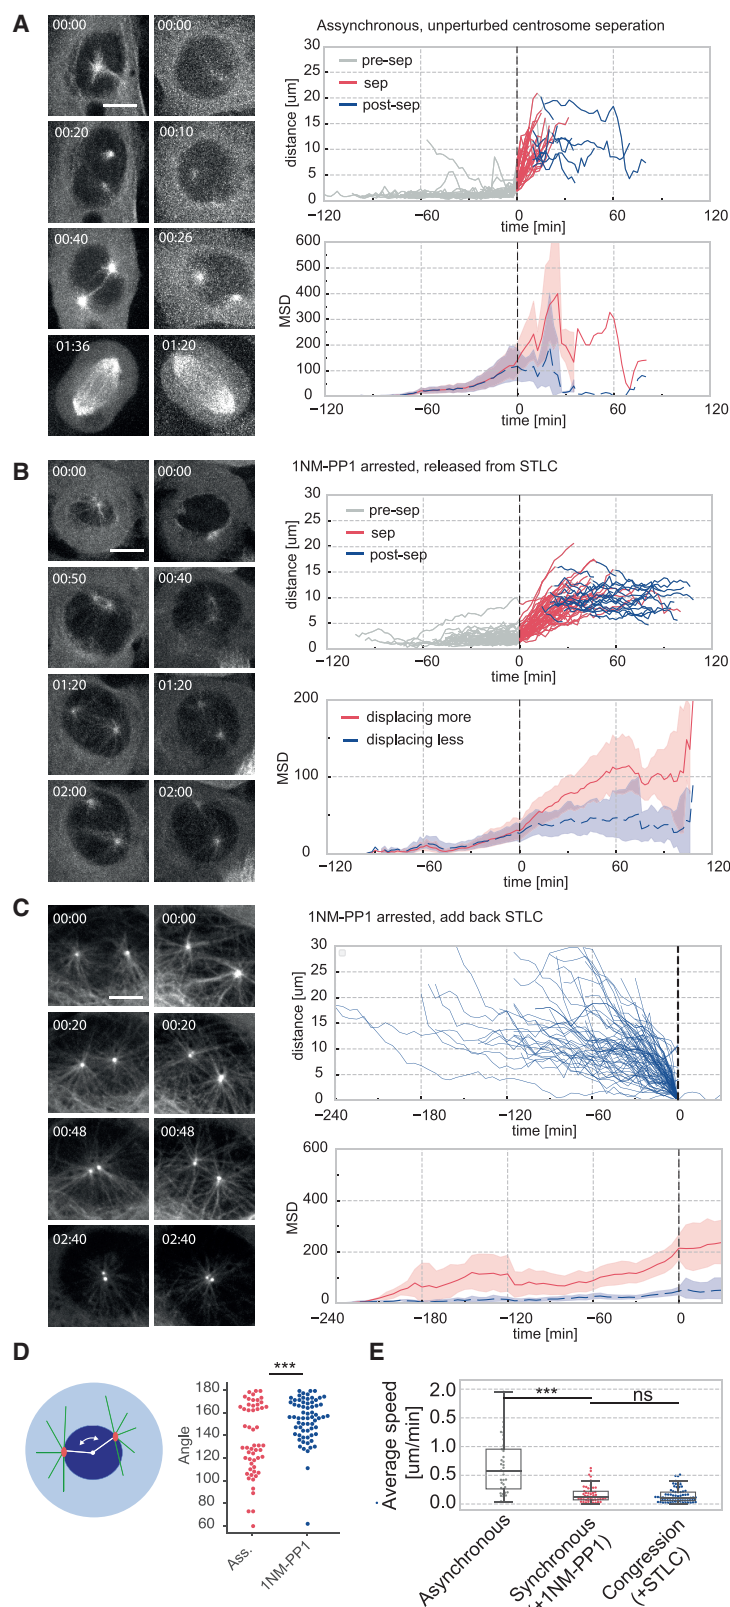 A
00:00
00:00
00:20
00:10
00:40
00:26
01:36
01:20
Assynchronous, unperturbed centrosome seperation
distance [um]
30
25
20
15
10
5
0
pre-sep
sep
post-sep
−120
−60
0
60
120
time [min]
MSD
600
500
400
300
200
100
0
−120
−60
0
60
120
time [min]
B
00:00
00:00
00:50
00:40
01:20
01:20
02:00
02:00
1NM-PP1 arrested, released from STLC
distance [um]
30
25
20
15
10
5
0
pre-sep
sep
post-sep
−120
−60
0
60
120
time [min]
MSD
200
100
0
displacing more
displacing less
−120
−60
0
60
120
time [min]
C
00:00
00:00
00:20
00:20
00:48
00:48
02:40
02:40
1NM-PP1 arrested, add back STLC
distance [um]
30
25
20
15
10
5
0
−240
−180
−120
−60
0
time [min]
MSD
600
400
200
0
−240
−180
−120
−60
0
time [min]
D
Angle
180
160
140
120
100
80
60
***
Ass.
1NM-PP1
E
Average speed
[um/min]
2.0
0.5
1.0
0.5
0.0
***
ns
Asynchronous
Synchronous
(+1NM-PP1)
Congression
(+STLC)